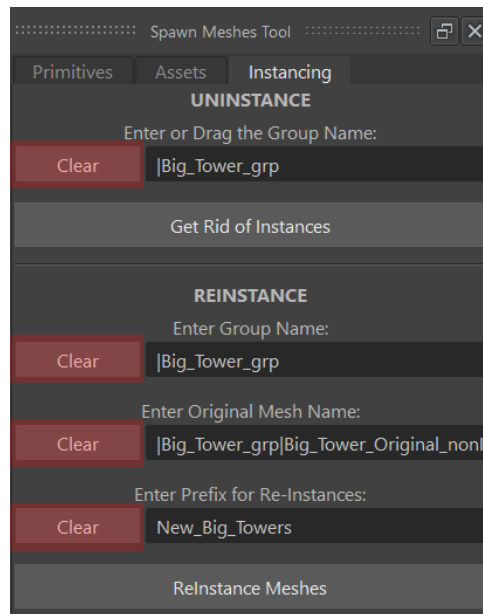 Spawn Meshes Tool
Primitives Assets Instancing
UNINSTANCE
Enter or Drag the Group Name:
Clear |Big_Tower_grp
Get Rid of Instances
REINSTANCE
Enter Group Name:
Clear |Big_Tower_grp
Enter Original Mesh Name:
Clear |Big_Tower_grp|Big_Tower_Original_nonI
Enter Prefix for Re-Instances:
Clear New_Big_Towers
ReInstance Meshes